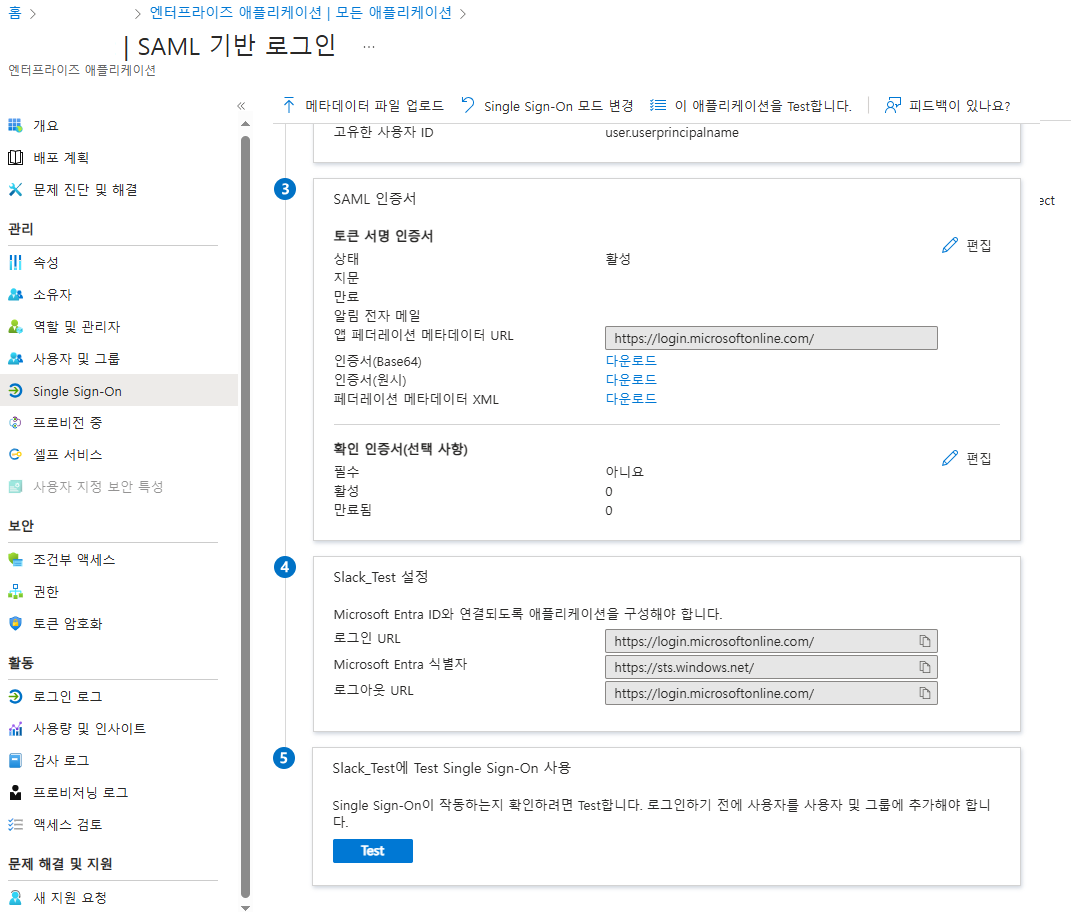 홈 > > 엔터프라이즈 애플리케이션 | 모든 애플리케이션 >
| SAML 기반 로그인 ...
엔터프라이즈 애플리케이션
«
개요
배포 계획
문제 진단 및 해결
관리
속성
소유자
역할 및 관리자
사용자 및 그룹
Single Sign-On
프로비전 중
셀프 서비스
사용자 지정 보안 특성
보안
조건부 액세스
권한
토큰 암호화
활동
로그인 로그
사용량 및 인사이트
감사 로그
프로비저닝 로그
액세스 검토
문제 해결 및 지원
새 지원 요청
메타데이터 파일 업로드 Single Sign-On 모드 변경 이 애플리케이션을 Test합니다. 피드백이 있나요?
고유한 사용자 ID user.userprincipalname
ect
3
SAML 인증서
토큰 서명 인증서
편집
상태 활성
지문
만료
알림 전자 메일
앱 페더레이션 메타데이터 URL https://login.microsoftonline.com/
인증서(Base64) 다운로드
인증서(원시) 다운로드
페더레이션 메타데이터 XML 다운로드
확인 인증서(선택 사항)
편집
필수 아니요
활성 0
만료됨 0
4
Slack_Test 설정
Microsoft Entra ID와 연결되도록 애플리케이션을 구성해야 합니다.
로그인 URL https://login.microsoftonline.com/
Microsoft Entra 식별자 https://sts.windows.net/
로그아웃 URL https://login.microsoftonline.com/
5
Slack_Test에 Test Single Sign-On 사용
Single Sign-On이 작동하는지 확인하려면 Test합니다. 로그인하기 전에 사용자를 사용자 및 그룹에 추가해야 합니
다.
Test